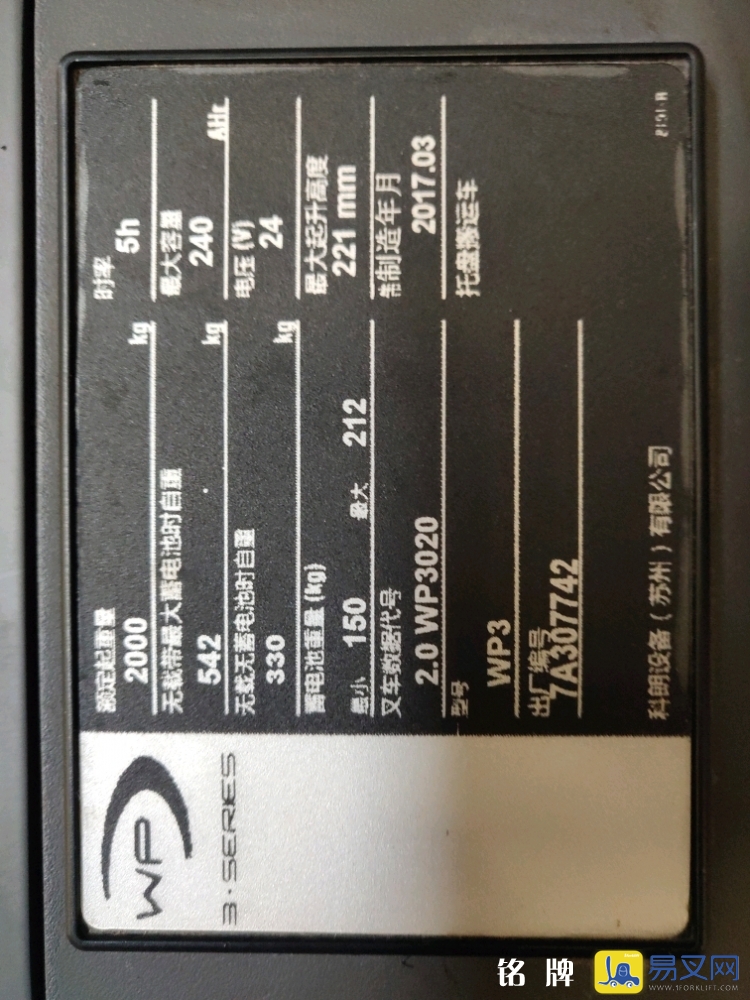 WP
3·SERIES
额定起重量
2000 kg
时率
5h
无载带最大蓄电池时自重
542 kg
最大容量
240 AHr
无载无蓄电池时自重
330 kg
电压 (V)
24
蓄电池重量 (kg)
最小 150 最大 212
最大起升高度
221 mm
叉车数据代号
2.0 WP3020
制造年月
2017.03
型号
WP3
托盘搬运车
出厂编号
7A307742
科朗设备（苏州）有限公司
铭牌
易叉网
WWW.1FORKLIFT.COM